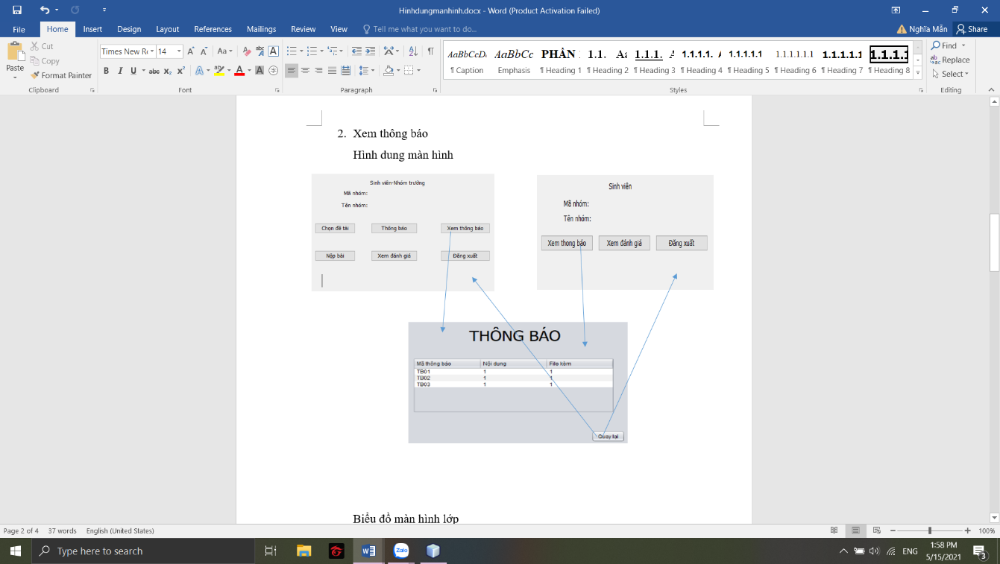 Hinhdungmanhinh.docx - Word (Product Activation Failed)
File Home Insert Design Layout References Mailings Review View Tell me what you want to do... Nghĩa Mẫn Share
Paste
Cut
Copy
Format Painter
Clipboard
Times New Ro 14
Font
Paragraph
AaBbCcDc AaBbCc PHẦN 1.1. Aa 1.1.1. A 1.1.1.1. A 1.1.1.1.1 1.1.1.1.1.1 1.1.1.1.1.1 1.1.1.1
¶ Caption Emphasis ¶ Heading 1 ¶ Heading 2 ¶ Heading 3 ¶ Heading 4 ¶ Heading 5 ¶ Heading 6 ¶ Heading 7 ¶ Heading 8
Styles
Find
Replace
Select
Editing
2. Xem thông báo
Hình dung màn hình
Sinh viên-Nhóm trưởng
Mã nhóm:
Tên nhóm:
Chọn đề tài Thông báo Xem thông báo
Nộp bài Xem đánh giá Đăng xuất
Sinh viên
Mã nhóm:
Tên nhóm:
Xem thong báo Xem đánh giá Đăng xuất
THÔNG BÁO
Mã thông báo Nội dung File kèm
TB01 1 1
TB02 1 1
TB03 1 1
Quay lại
Biểu đồ màn hình lớp
Page 2 of 4 37 words English (United States) 100%
Type here to search
Zalo
ENG
1:58 PM
5/15/2021
3